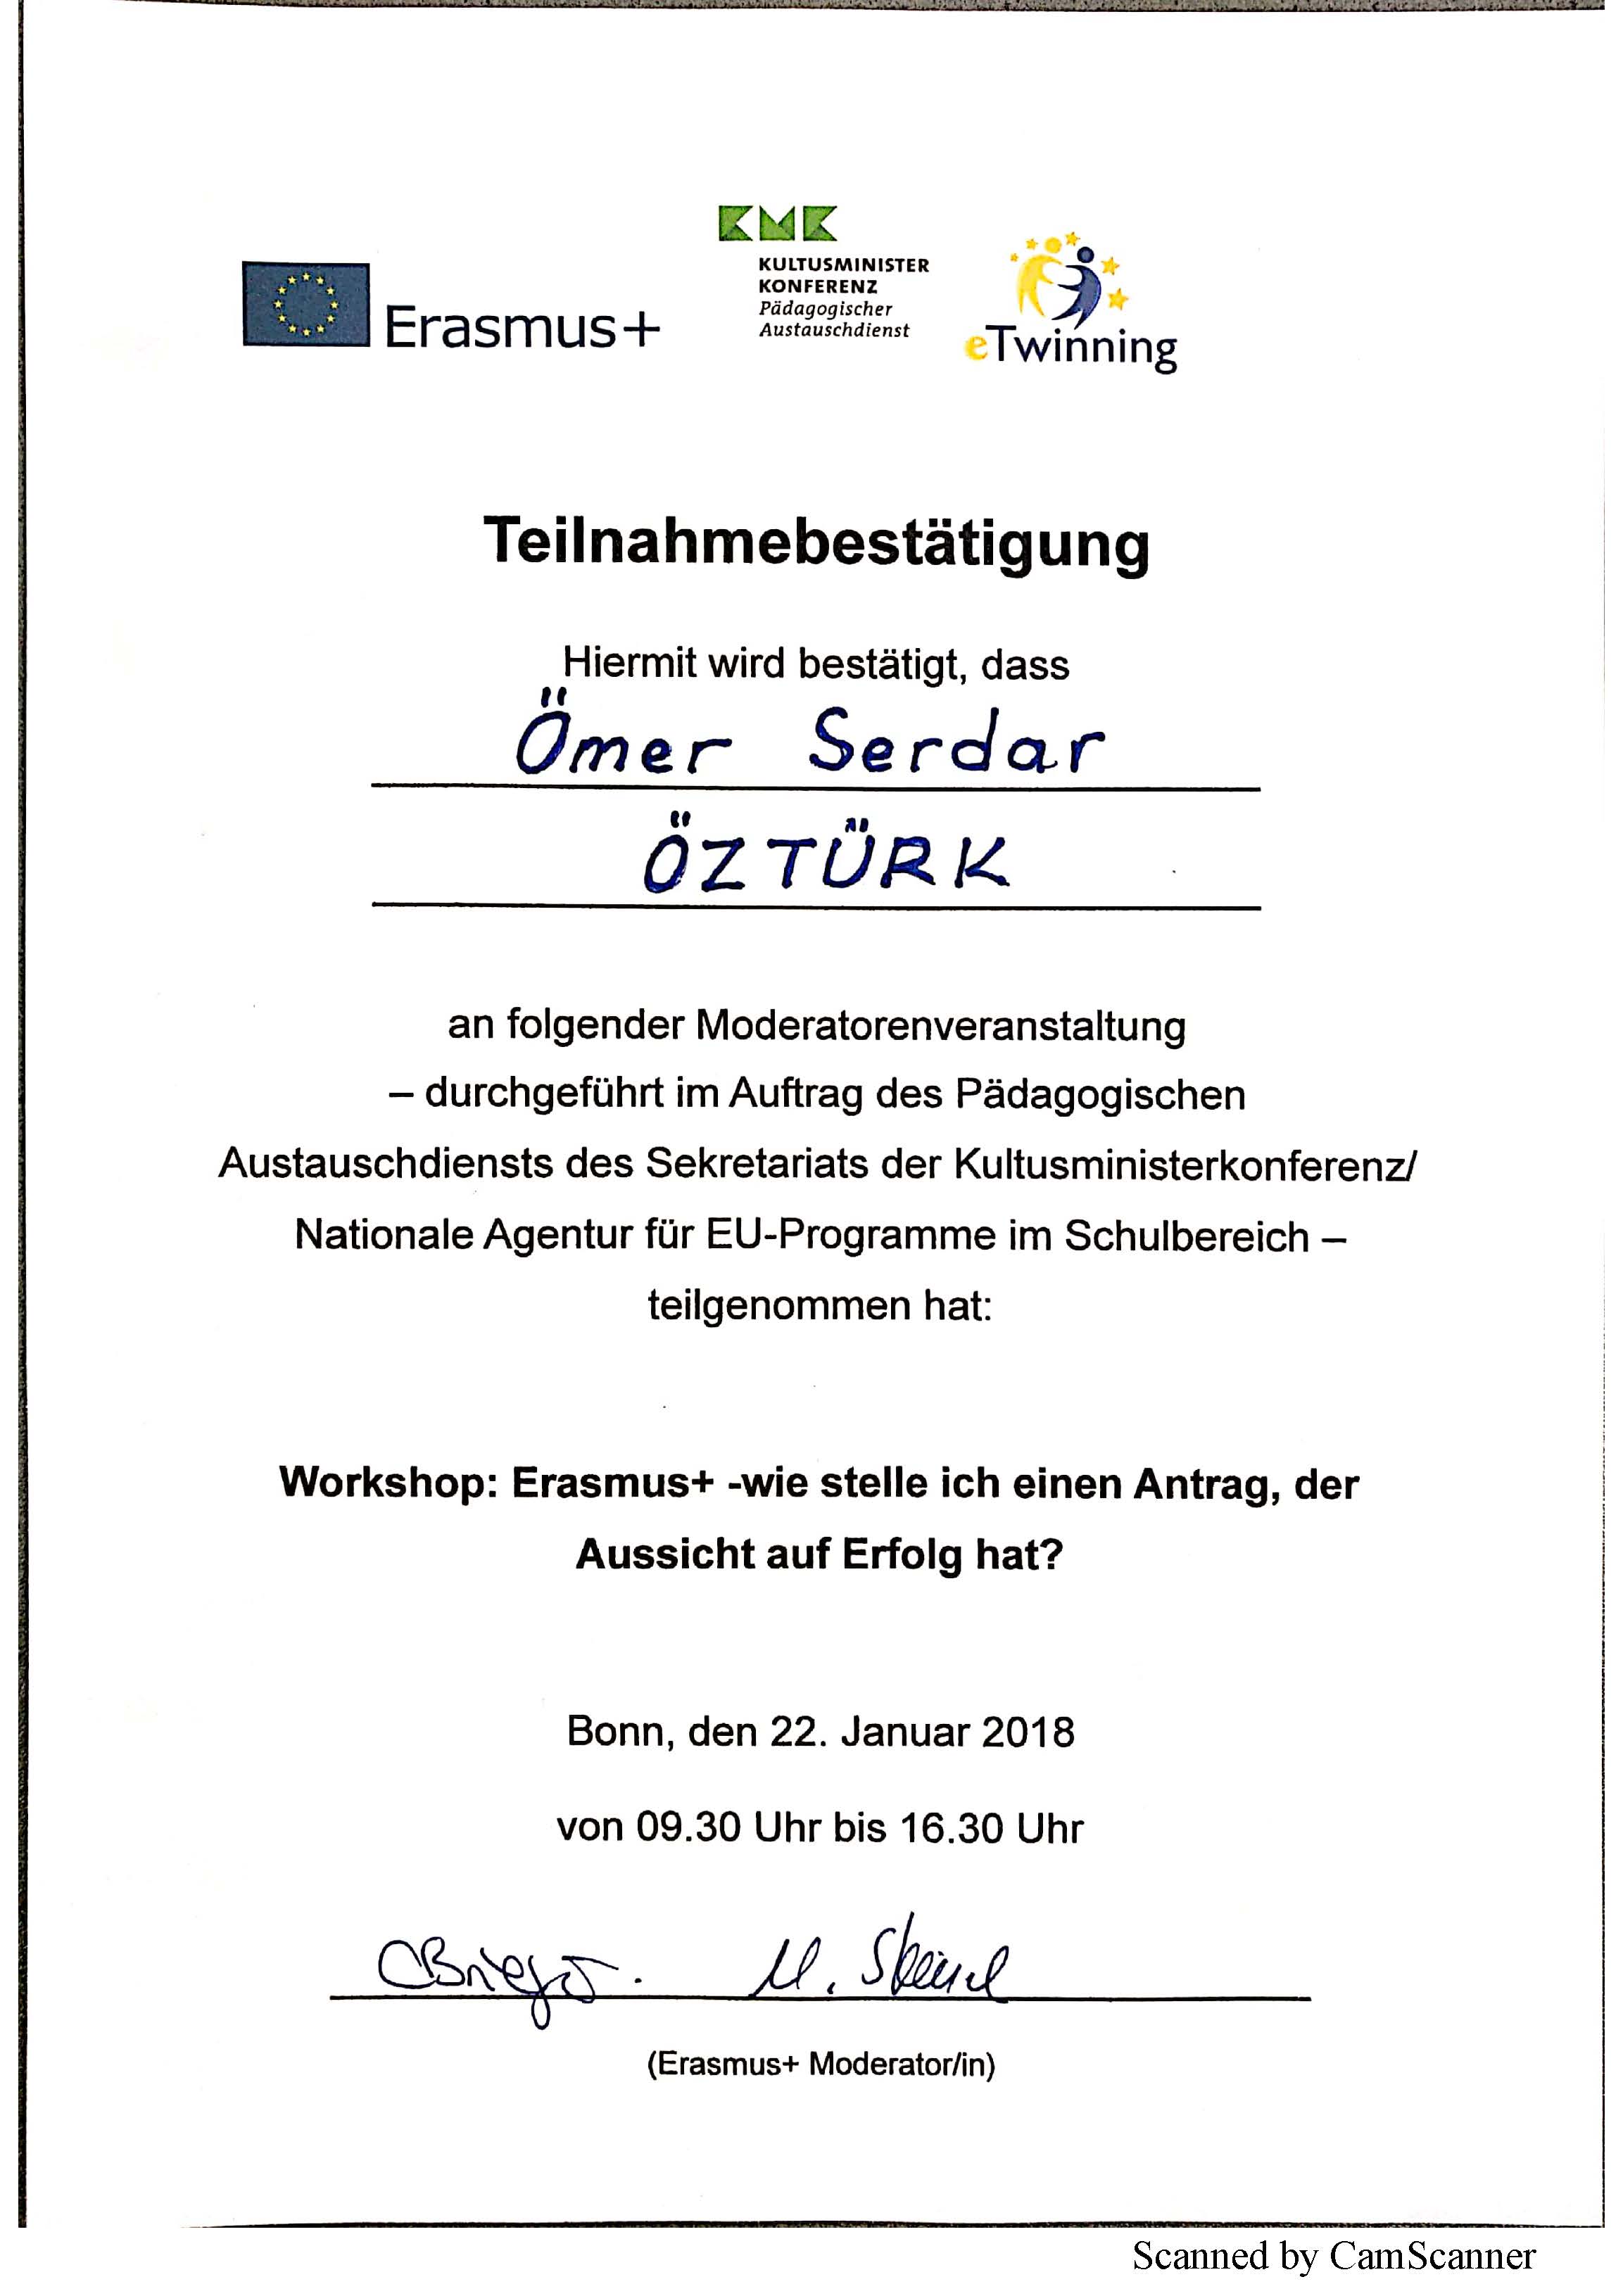 Erasmus+
KMK
KULTUSMINISTER
KONFERENZ
Pädagogischer
Austauschdienst
eTwinning
Teilnahmebestätigung
Hiermit wird bestätigt, dass
Ömer Serdar
ÖZTÜRK
an folgender Moderatorenveranstaltung
– durchgeführt im Auftrag des Pädagogischen
Austauschdiensts des Sekretariats der Kultusministerkonferenz/
Nationale Agentur für EU-Programme im Schulbereich –
teilgenommen hat:
Workshop: Erasmus+ -wie stelle ich einen Antrag, der
Aussicht auf Erfolg hat?
Bonn, den 22. Januar 2018
von 09.30 Uhr bis 16.30 Uhr
(Erasmus+ Moderator/in)
Scanned by CamScanner